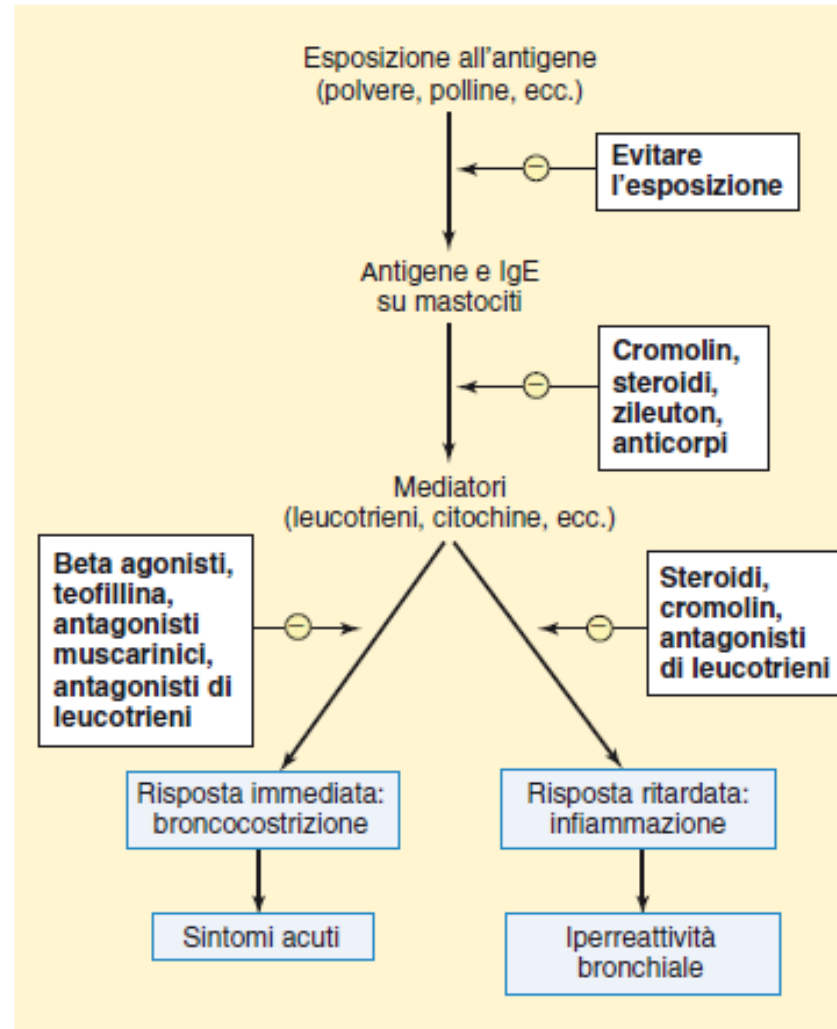 Esposizione all'antigene
(polvere, polline, ecc.)
Evitare
l'esposizione
Antigene e IgE
su mastociti
Cromolin,
steroidi,
zileuton,
anticorpi
Mediatori
(leucotrieni, citochine, ecc.)
Beta agonisti,
teofillina,
antagonisti
muscarinici,
antagonisti di
leucotrieni
Steroidi,
cromolin,
antagonisti
di leucotrieni
Risposta immediata:
broncocostrizione
Risposta ritardata:
infiammazione
Sintomi acuti
Iperreattività
bronchiale